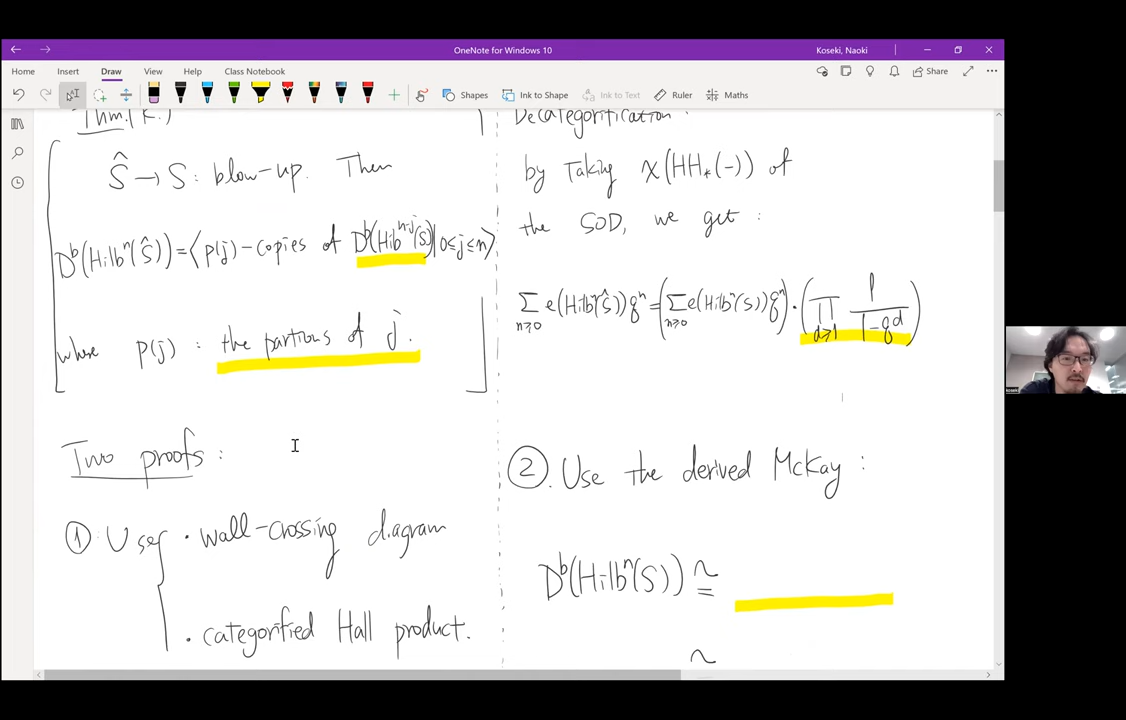 OneNote for Windows 10
Koseki, Naoki
Home Insert Draw View Help Class Notebook
Share
Shapes Ink to Shape Ink to Text Ruler Maths
Thm. (K.)
Ŝ → S : blow-up. Then
D^b(Hilb^n(Ŝ)) = ⟨ p(j)-copies of D^b(Hilb^{n-j}(S)) | 0≤j≤n ⟩
where p(j) : the partions of j.
Two proofs :
① : Uses · wall-crossing diagram
· categorified Hall product.
Decategorification :
by Taking χ(HH_*(-)) of
the SOD, we get :
Σ_{n≥0} e(Hilb^n(Ŝ)) q^n = (Σ_{n≥0} e(Hilb^n(S)) q^n) · (∏_{d≥1} 1/(1-q^d))
②. Use the derived McKay :
D^b(Hilb^n(S)) ≅